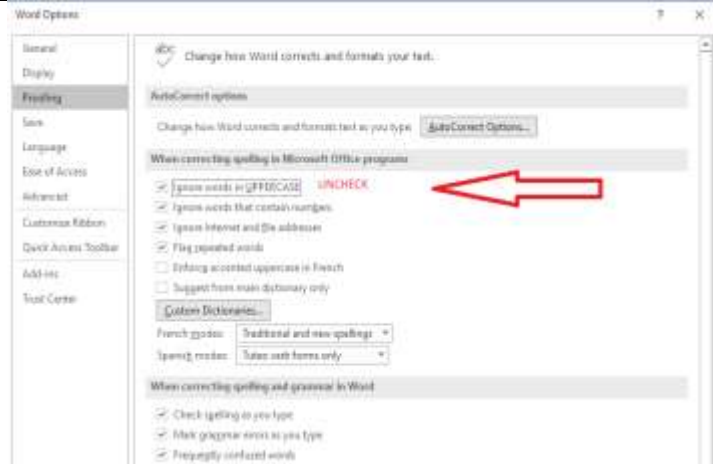 Word Options
?
General
Display
Proofing
Save
Language
Ease of Access
Advanced
Customize Ribbon
Quick Access Toolbar
Add-ins
Trust Center
abc
Change how Word corrects and formats your text.
AutoCorrect options
Change how Word corrects and formats text as you type:
AutoCorrect Options...
When correcting spelling in Microsoft Office programs
Ignore words in UPPERCASE UNCHECK
Ignore words that contain numbers
Ignore Internet and file addresses
Flag repeated words
Enforce accented uppercase in French
Suggest from main dictionary only
Custom Dictionaries...
French modes: Traditional and new spellings
Spanish modes: Tuteo verb forms only
When correcting spelling and grammar in Word
Check spelling as you type
Mark grammar errors as you type
Frequently confused words